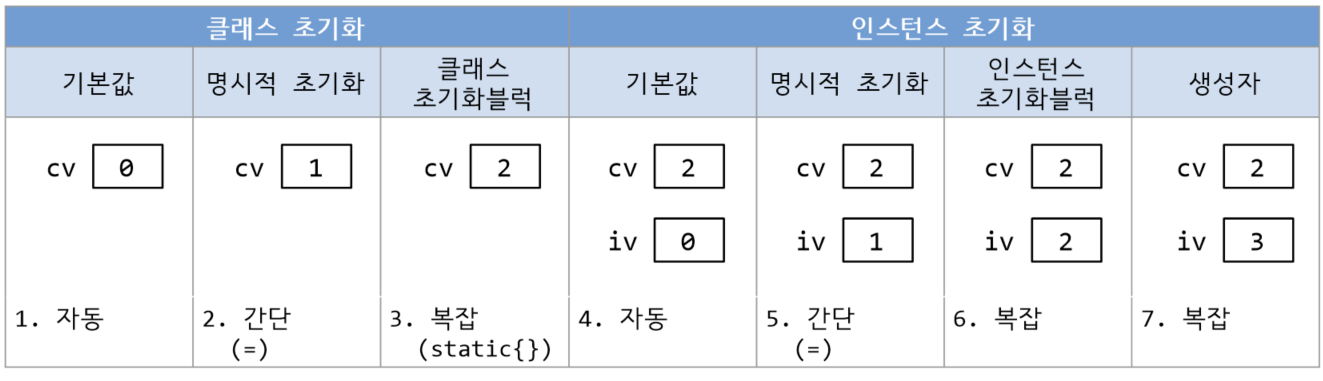 클래스 초기화 인스턴스 초기화
기본값 명시적 초기화 클래스 초기화블럭 기본값 명시적 초기화 인스턴스 초기화블럭 생성자
cv 0 cv 1 cv 2 cv 2 cv 2 cv 2 cv 2
iv 0 iv 1 iv 2 iv 3
1. 자동 2. 간단 3. 복잡 4. 자동 5. 간단 6. 복잡 7. 복잡
(=) (static{}) (=)